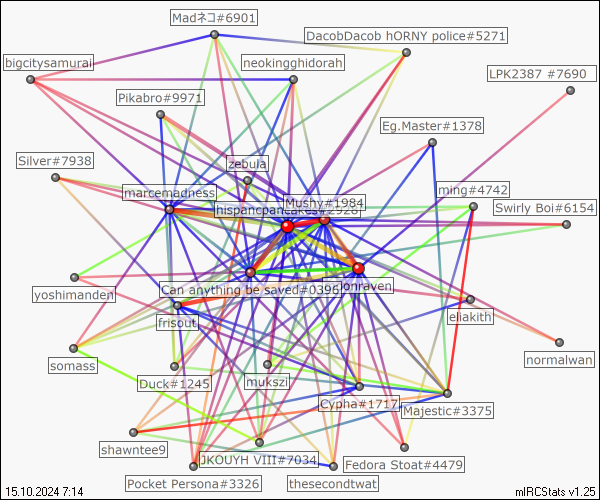 Madネコ#6901
DacobDacob hORNY police#5271
bigcitysamurai
neokingghidorah
LPK2387 #7690
Pikabro#9971
Eg.Master#1378
Silver#7938
zebula
marcemadness
ming#4742
Mushy#1984
Swirly Boi#6154
hispancpancakes#2926
Can anything be saved#0396
Jonraven
yoshimanden
eliakith
frisout
normalwan
somass
Duck#1245
mukszi
Cypha#1717
Majestic#3375
shawntee9
JKOUYH VIII#7034
Fedora Stoat#4479
Pocket Persona#3326
thesecondtwat
15.10.2024 7:14
mIRCStats v1.25